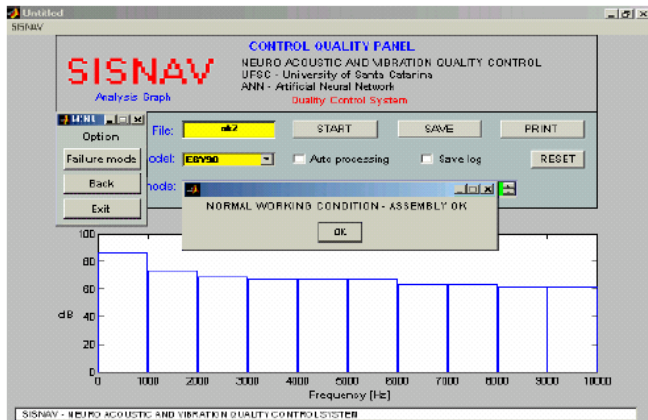 Untitled
SISNAV
CONTROL QUALITY PANEL
SISNAV
NEURO ACOUSTIC AND VIBRATION QUALITY CONTROL
UFSC - University of Santa Catarina
ANN - Artificial Neural Network
Analysis Graph
Quality Control System
Option
File:
ok2
START
SAVE
PRINT
Failure mode
odel:
EGY90
Auto processing
Save log
RESET
Back
mode:
NORMAL WORKING CONDITION - ASSEMBLY OK
Exit
OK
100
80
60
40
20
0
dB
0 1000 2000 3000 4000 5000 6000 7000 8000 9000 10000
Frequency [Hz]
SISNAV - NEURO ACOUSTIC AND VIBRATION QUALITY CONTROL SYSTEM